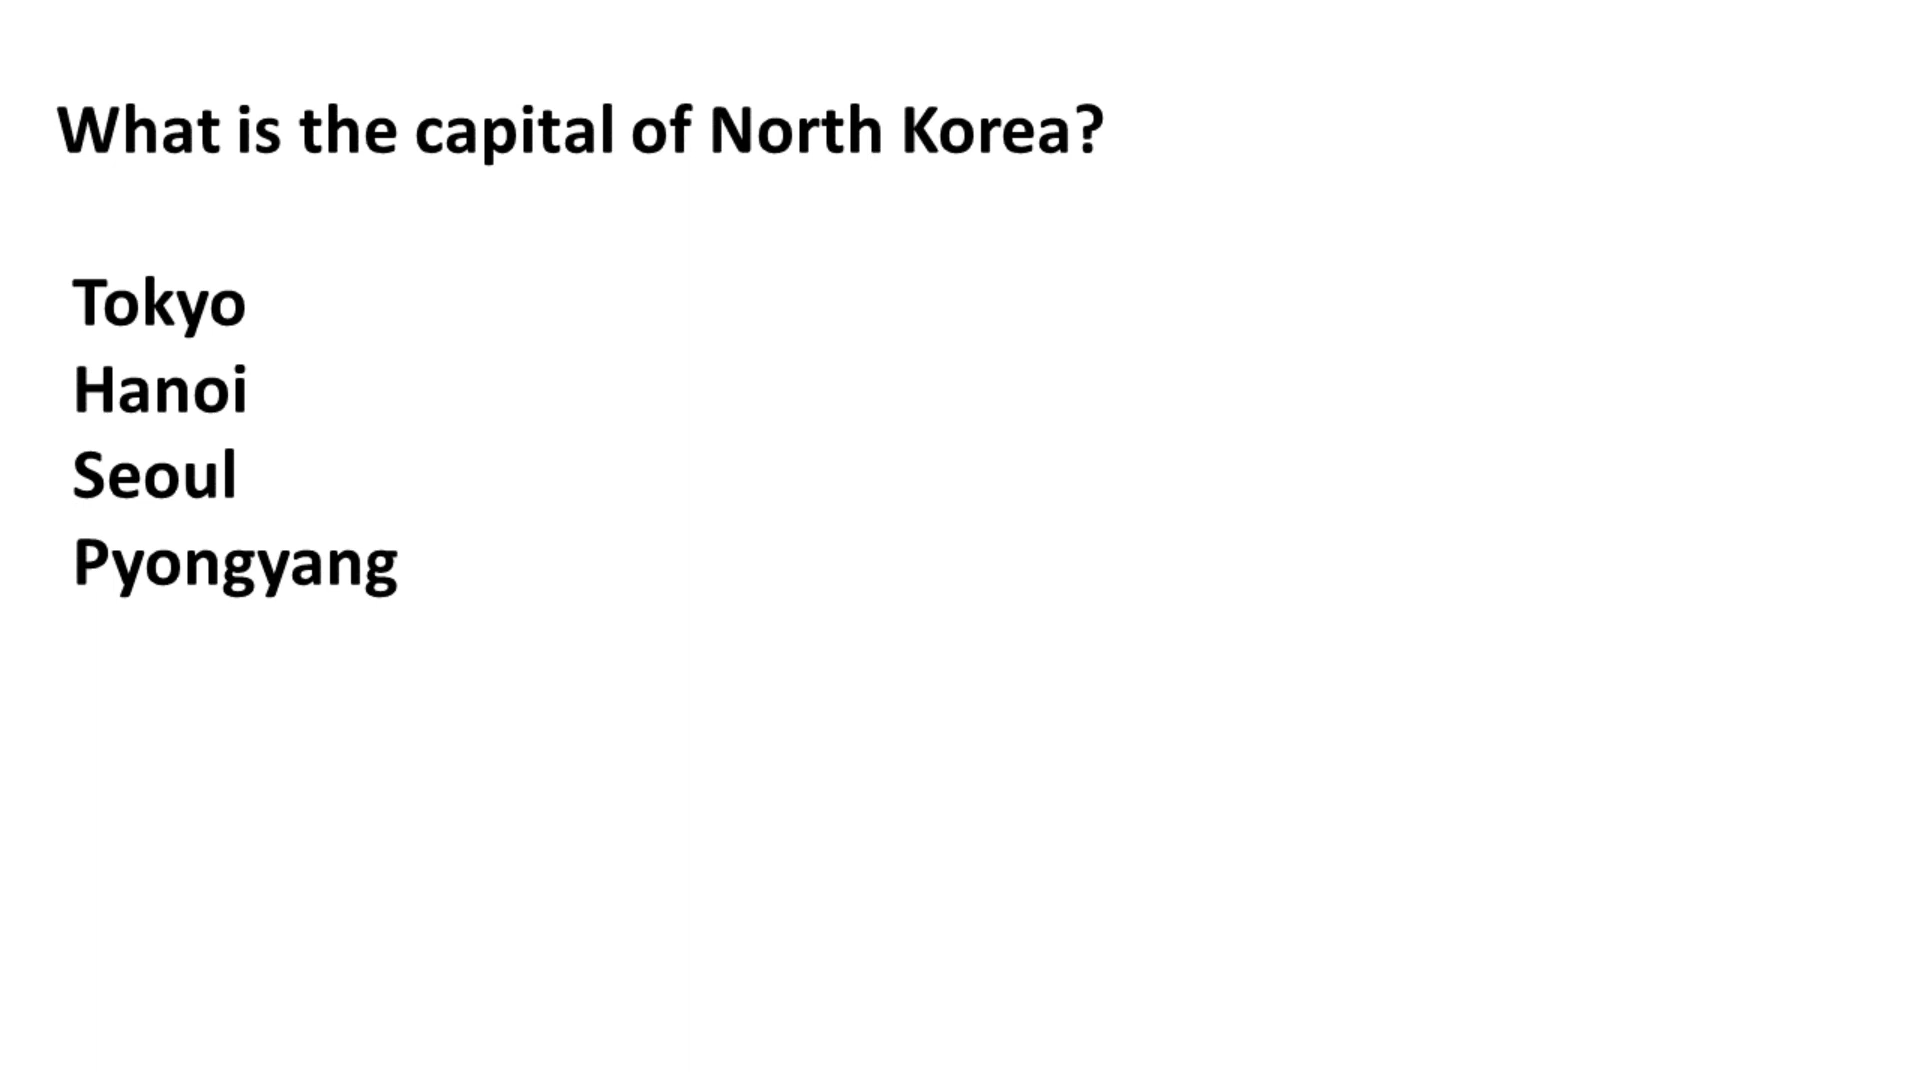 What is the capital of North Korea?
Tokyo
Hanoi
Seoul
Pyongyang